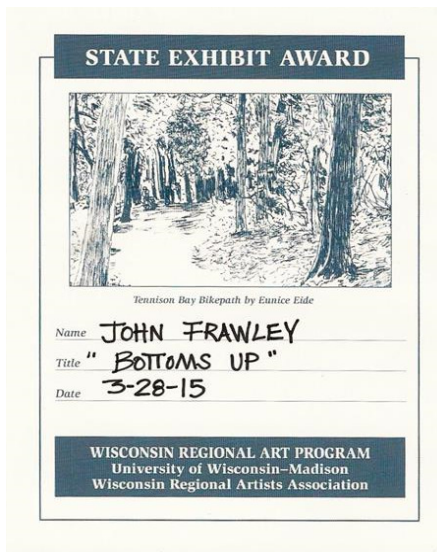 STATE EXHIBIT AWARD
Tennison Bay Bikepath by Eunice Eide
Name JOHN FRAWLEY
Title " BOTTOMS UP "
Date 3-28-15
WISCONSIN REGIONAL ART PROGRAM
University of Wisconsin–Madison
Wisconsin Regional Artists Association